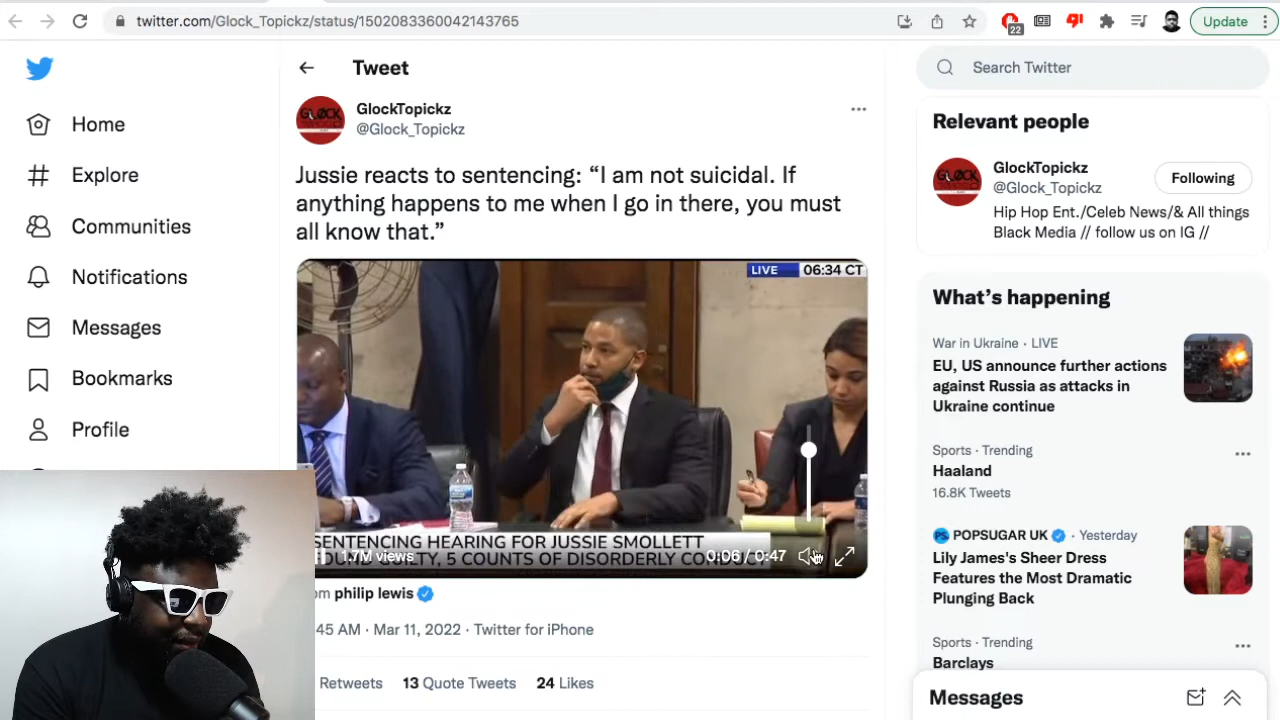 twitter.com/Glock_Topickz/status/1502083360042143765
22
Update
Home
Explore
Communities
Notifications
Messages
Bookmarks
Profile
Tweet
GlockTopickz
@Glock_Topickz
Jussie reacts to sentencing: “I am not suicidal. If
anything happens to me when I go in there, you must
all know that.”
LIVE 06:34 CT
SENTENCING HEARING FOR JUSSIE SMOLLETT
5 COUNTS OF DISORDERLY
1.7M views
0:06 / 0:47
philip lewis
45 AM · Mar 11, 2022 · Twitter for iPhone
Retweets 13 Quote Tweets 24 Likes
Search Twitter
Relevant people
GlockTopickz
@Glock_Topickz
Following
Hip Hop Ent./Celeb News/& All things
Black Media // follow us on IG //
What’s happening
War in Ukraine · LIVE
EU, US announce further actions
against Russia as attacks in
Ukraine continue
Sports · Trending
Haaland
16.8K Tweets
POPSUGAR UK · Yesterday
Lily James's Sheer Dress
Features the Most Dramatic
Plunging Back
Sports · Trending
Barclays
Messages